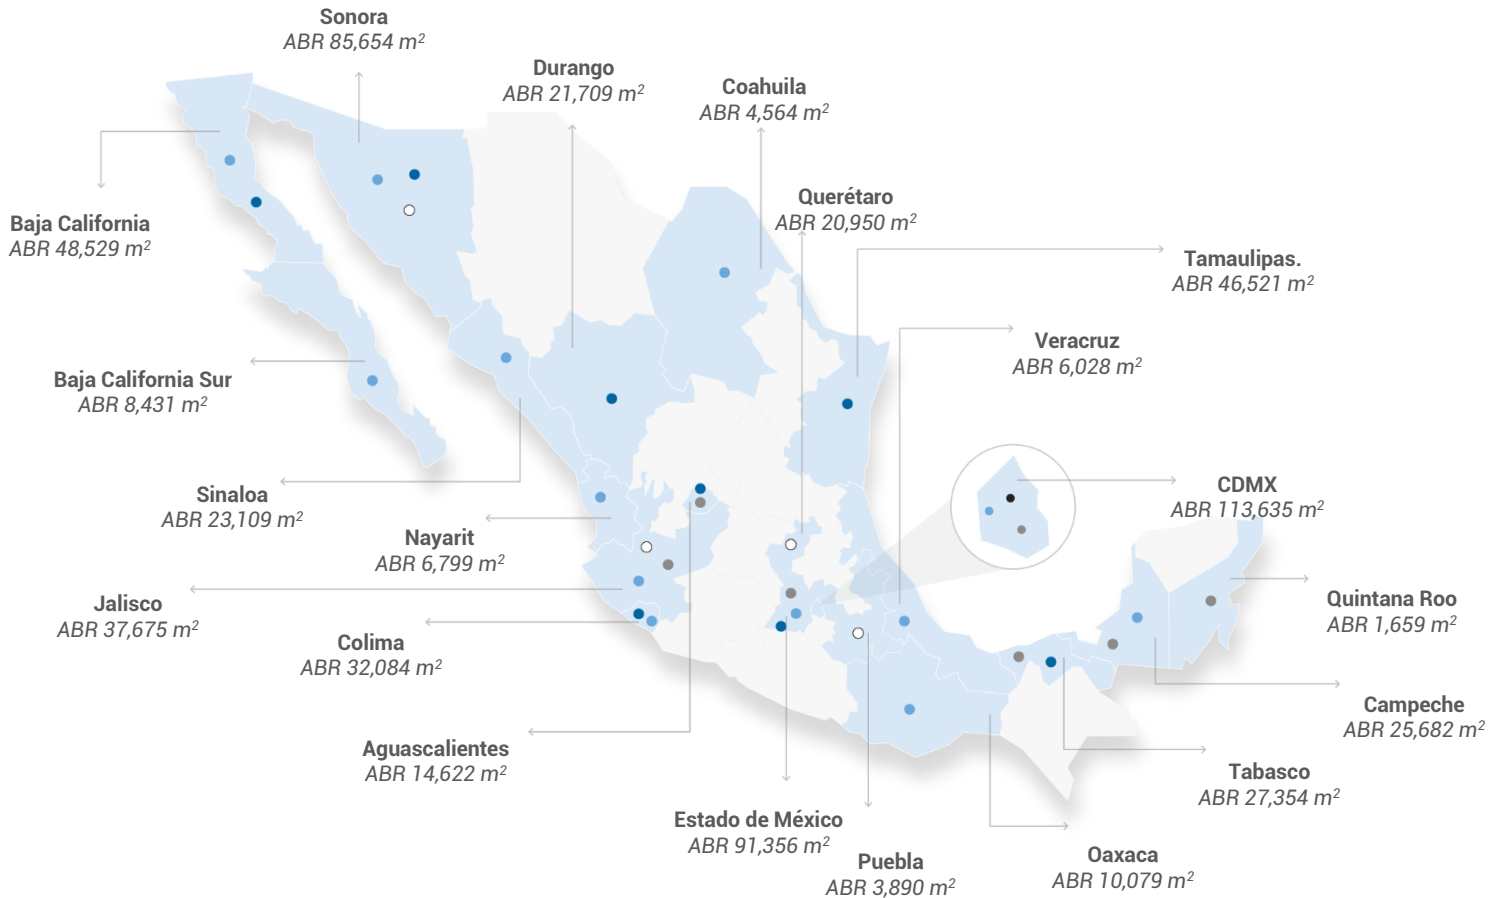 Sonora
ABR 85,654 m²
Durango
ABR 21,709 m²
Coahuila
ABR 4,564 m²
Querétaro
ABR 20,950 m²
Baja California
ABR 48,529 m²
Tamaulipas.
ABR 46,521 m²
Veracruz
ABR 6,028 m²
Baja California Sur
ABR 8,431 m²
Sinaloa
ABR 23,109 m²
CDMX
ABR 113,635 m²
Nayarit
ABR 6,799 m²
Jalisco
ABR 37,675 m²
Quintana Roo
ABR 1,659 m²
Colima
ABR 32,084 m²
Campeche
ABR 25,682 m²
Aguascalientes
ABR 14,622 m²
Tabasco
ABR 27,354 m²
Estado de México
ABR 91,356 m²
Puebla
ABR 3,890 m²
Oaxaca
ABR 10,079 m²